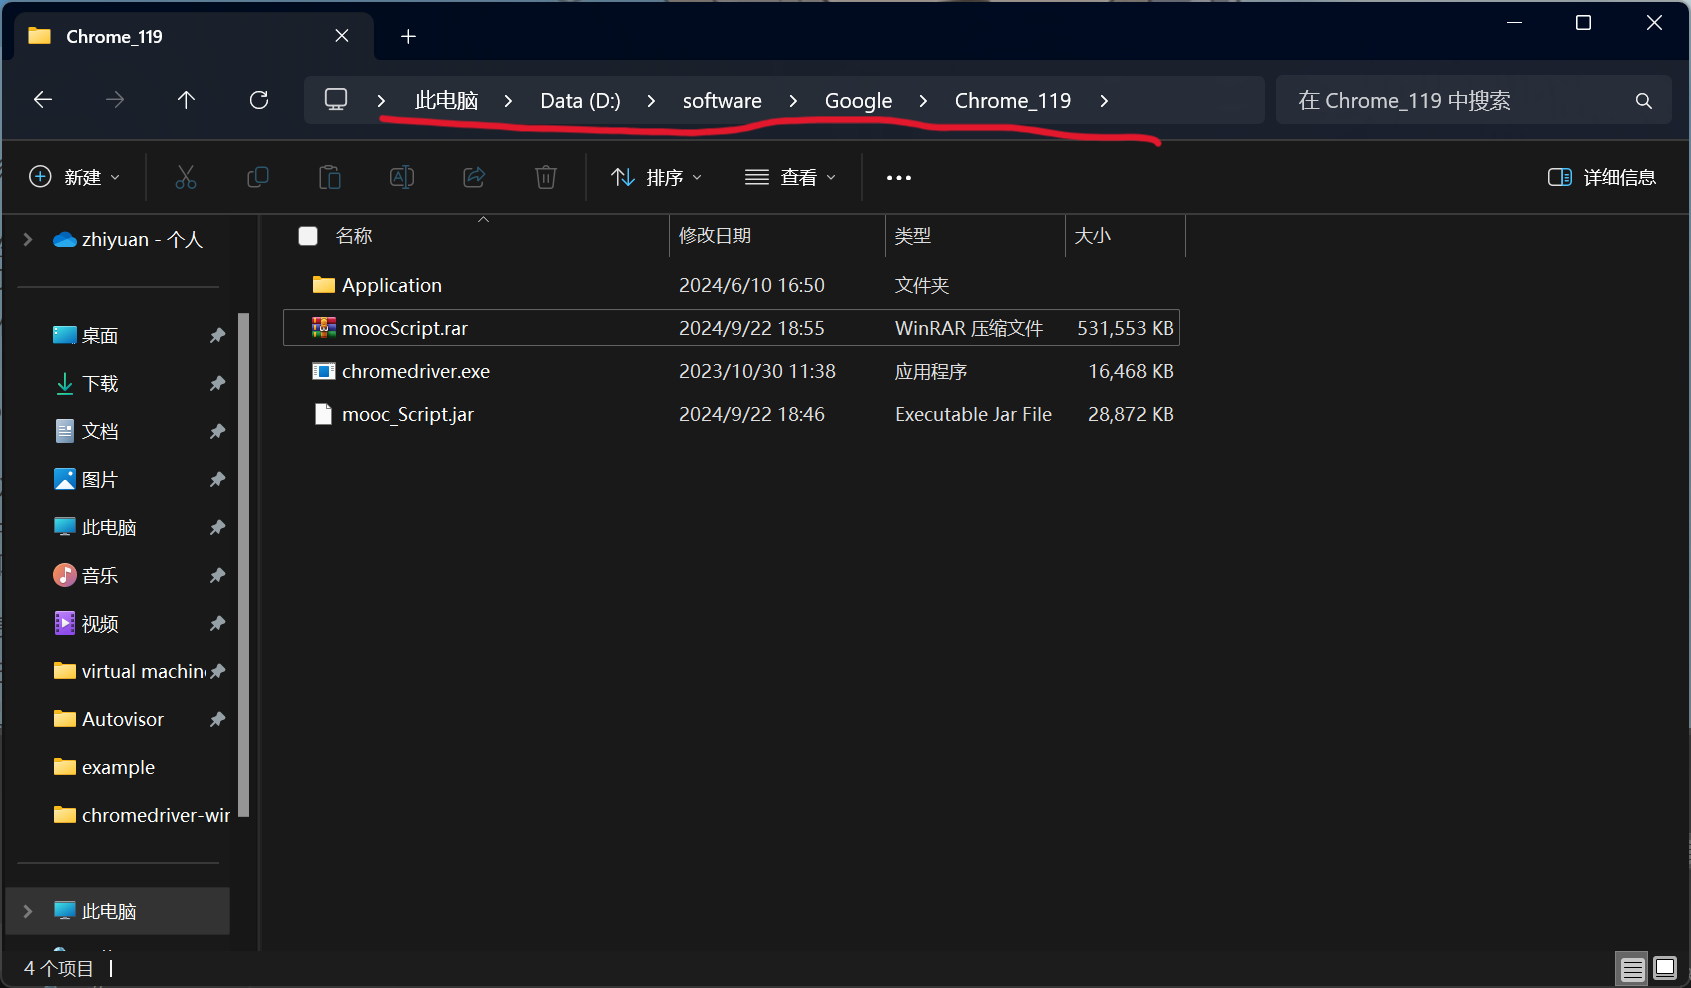 Chrome_119
此电脑 Data (D:) software Google Chrome_119
在 Chrome_119 中搜索
新建 排序 查看 详细信息
zhiyuan - 个人
桌面
下载
文档
图片
此电脑
音乐
视频
virtual machin
Autovisor
example
chromedriver-wir
此电脑
名称 修改日期 类型 大小
Application 2024/6/10 16:50 文件夹
moocScript.rar 2024/9/22 18:55 WinRAR 压缩文件 531,553 KB
chromedriver.exe 2023/10/30 11:38 应用程序 16,468 KB
mooc_Script.jar 2024/9/22 18:46 Executable Jar File 28,872 KB
4 个项目